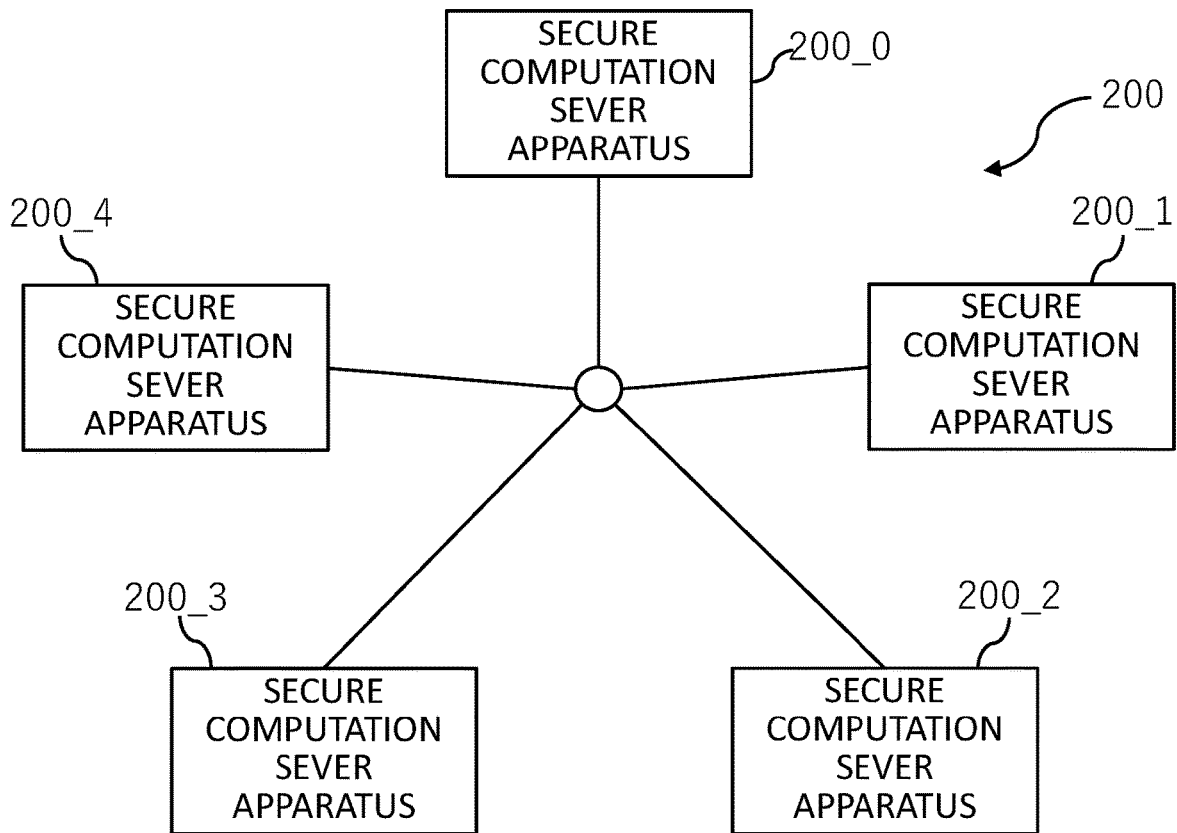 SECURE
COMPUTATION
SEVER
APPARATUS
200_0
200
200_4
SECURE
COMPUTATION
SEVER
APPARATUS
200_1
SECURE
COMPUTATION
SEVER
APPARATUS
200_3
SECURE
COMPUTATION
SEVER
APPARATUS
200_2
SECURE
COMPUTATION
SEVER
APPARATUS